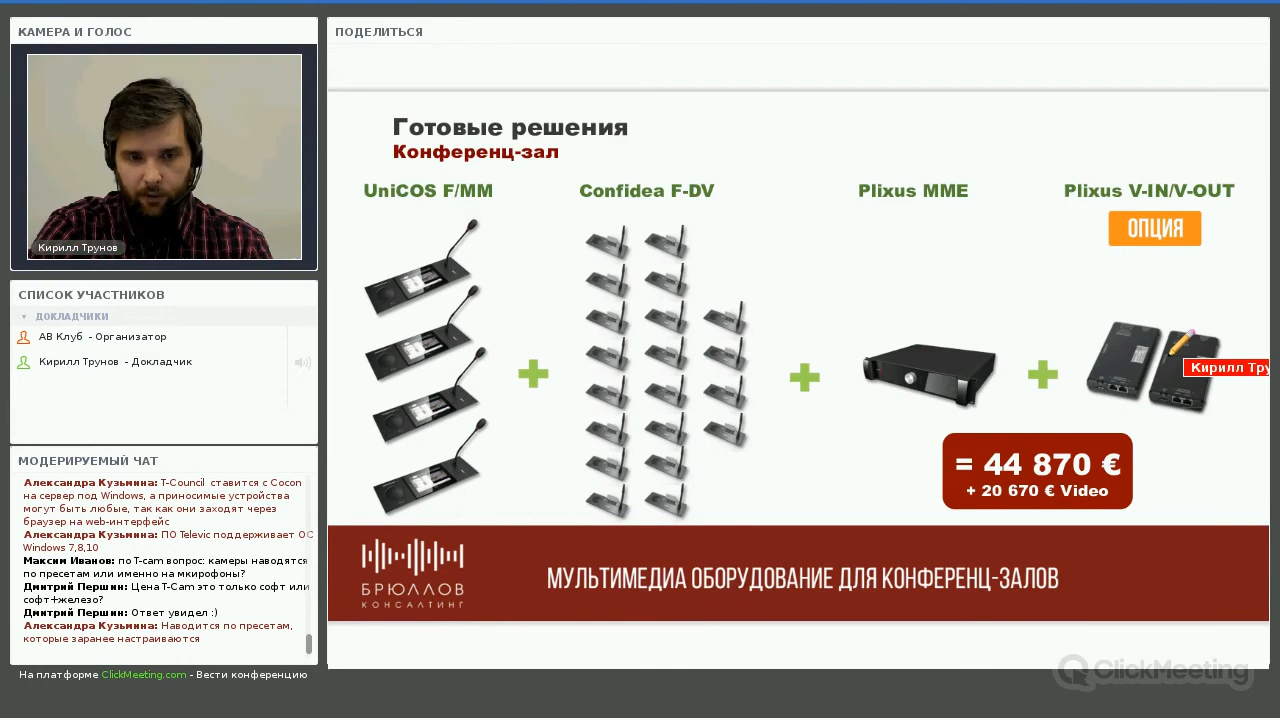 КАМЕРА И ГОЛОС
Кирилл Трунов
СПИСОК УЧАСТНИКОВ
ДОКЛАДЧИКИ
АВ Клуб - Организатор
Кирилл Трунов - Докладчик
МОДЕРИРУЕМЫЙ ЧАТ
Александра Кузьмина: T-Council ставится с Cocon
на сервер под Windows, а приносимые устройства
могут быть любые, так как они заходят через
браузер на web-интерфейс
Александра Кузьмина: ПО Televic поддерживает ОС
Windows 7,8,10
Максим Иванов: по T-cam вопрос: камеры наводятся
по пресетам или именно на мкирофоны?
Дмитрий Першин: Цена T-Cam это только софт или
софт+железо?
Дмитрий Першин: Ответ увидел :)
Александра Кузьмина: Наводится по пресетам,
которые заранее настраиваются
На платформе ClickMeeting.com - Вести конференцию
ПОДЕЛИТЬСЯ
Готовые решения
Конференц-зал
UniCOS F/MM
Confidea F-DV
Plixus MME
Plixus V-IN/V-OUT
ОПЦИЯ
Кирилл Тру
= 44 870 €
+ 20 670 € Video
БРЮЛЛОВ
КОНСАЛТИНГ
МУЛЬТИМЕДИА ОБОРУДОВАНИЕ ДЛЯ КОНФЕРЕНЦ-ЗАЛОВ
ClickMeeting